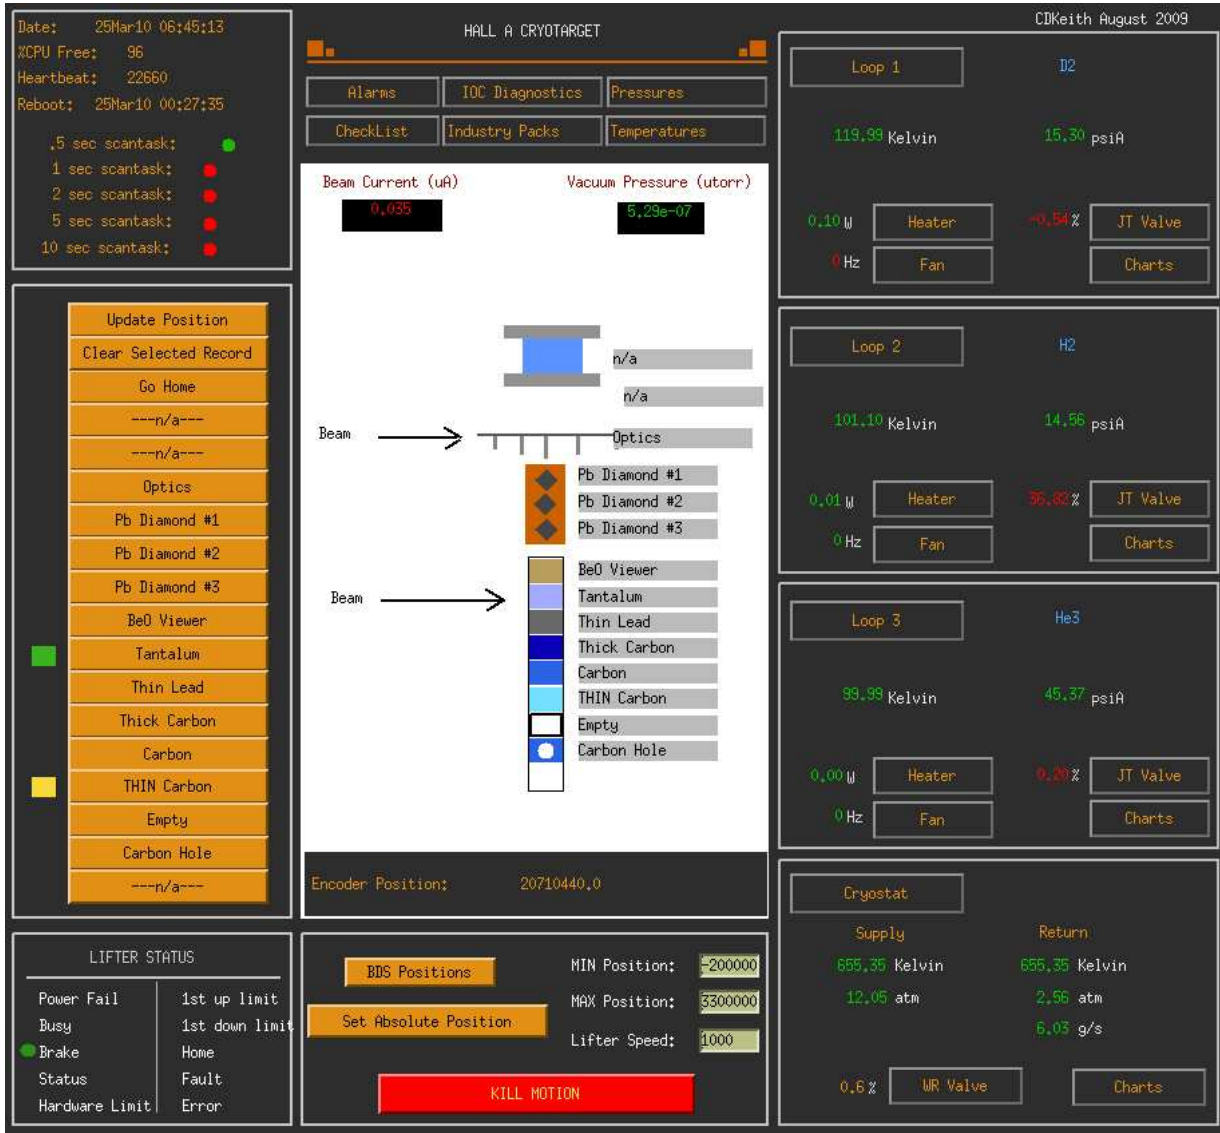 Date: 25Mar10 06:45:13
%CPU Free: 96
Heartbeat: 22660
Reboot: 25Mar10 00:27:35
.5 sec scantask:
1 sec scantask:
2 sec scantask:
5 sec scantask:
10 sec scantask:
Update Position
Clear Selected Record
Go Home
---n/a---
---n/a---
Optics
Pb Diamond #1
Pb Diamond #2
Pb Diamond #3
BeO Viewer
Tantalum
Thin Lead
Thick Carbon
Carbon
THIN Carbon
Empty
Carbon Hole
---n/a---
LIFTER STATUS
Power Fail 1st up limit
Busy 1st down limit
Brake Home
Status Fault
Hardware Limit Error
HALL A CRYOTARGET
Alarms IOC Diagnostics Pressures
CheckList Industry Packs Temperatures
Beam Current (uA) Vacuum Pressure (utorr)
0.035 5.29e-07
n/a
n/a
Beam Optics
Pb Diamond #1
Pb Diamond #2
Pb Diamond #3
BeO Viewer
Beam Tantalum
Thin Lead
Thick Carbon
Carbon
THIN Carbon
Empty
Carbon Hole
Encoder Position: 20710440.0
BDS Positions MIN Position: -200000
MAX Position: 3300000
Set Absolute Position
Lifter Speed: 1000
KILL MOTION
CDKeith August 2009
Loop 1 D2
119.99 Kelvin 15.30 psiA
0.10 W Heater -0.54 % JT Valve
0 Hz Fan Charts
Loop 2 H2
101.10 Kelvin 14.56 psiA
0.01 W Heater % JT Valve
0 Hz Fan Charts
Loop 3 He3
99.99 Kelvin 45.37 psiA
0.00 W Heater 0.20 % JT Valve
0 Hz Fan Charts
Cryostat
Supply Return
655.35 Kelvin 655.35 Kelvin
12.05 atm 2.56 atm
6.03 g/s
0.6 % WR Valve Charts